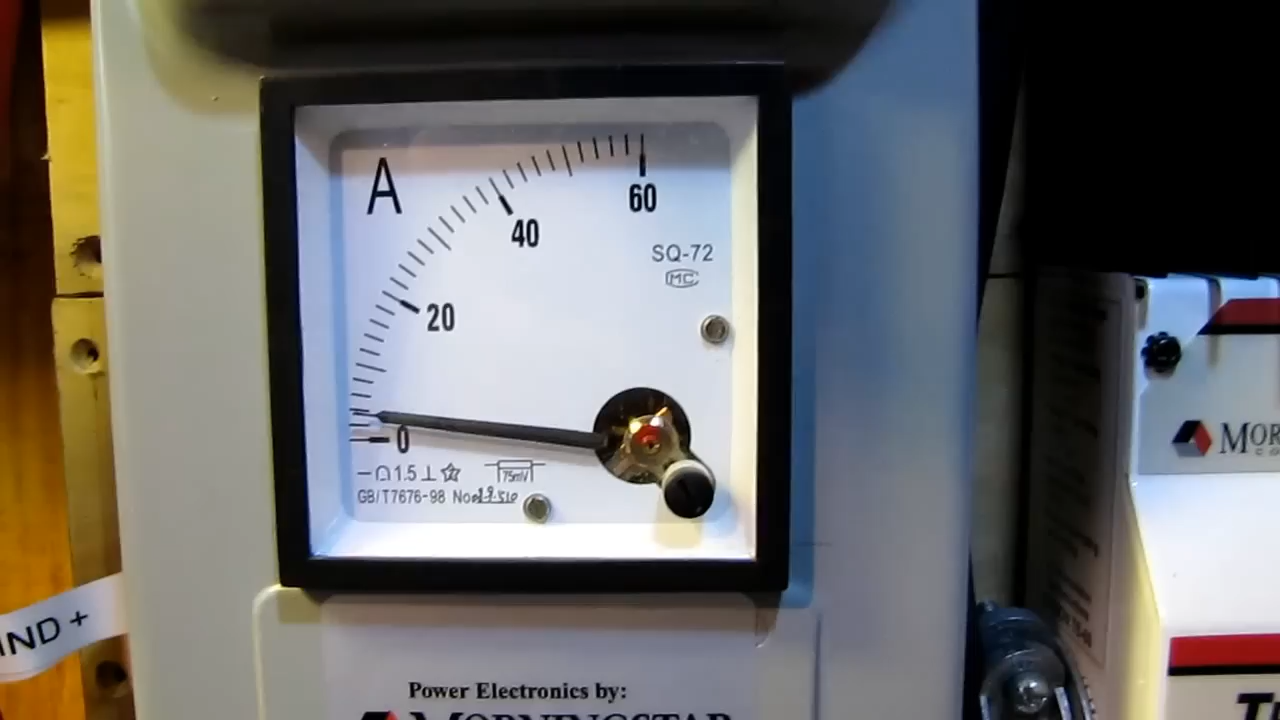 A
60
40
SQ-72
MC
20
0
1.5
75mV
GB/T7676-98 No
IND +
Power Electronics by:
MORNINGSTAR
MOR